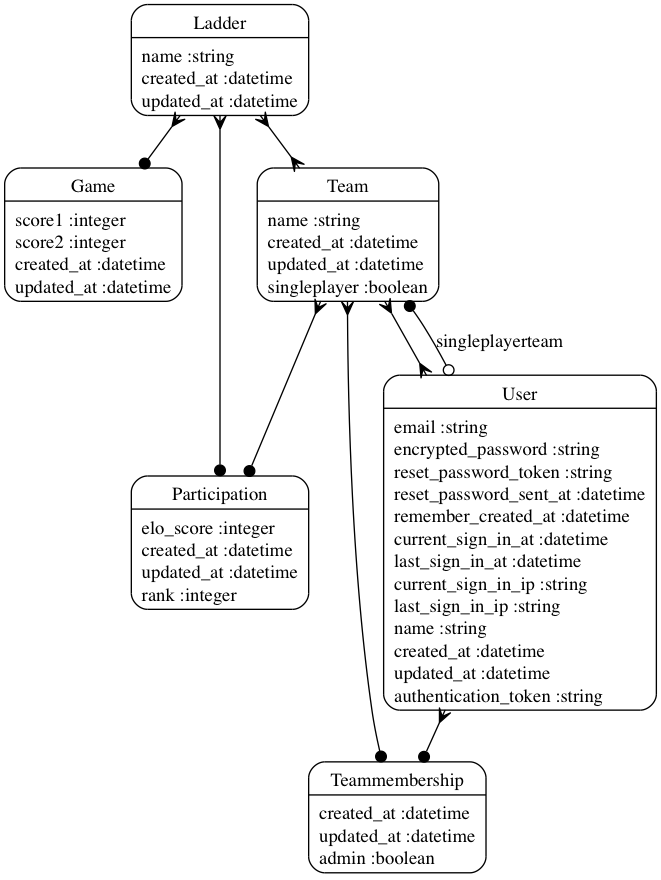 Ladder
name :string
created_at :datetime
updated_at :datetime
Game
score1 :integer
score2 :integer
created_at :datetime
updated_at :datetime
Team
name :string
created_at :datetime
updated_at :datetime
singleplayer :boolean
singleplayerteam
User
email :string
encrypted_password :string
reset_password_token :string
reset_password_sent_at :datetime
remember_created_at :datetime
current_sign_in_at :datetime
last_sign_in_at :datetime
current_sign_in_ip :string
last_sign_in_ip :string
name :string
created_at :datetime
updated_at :datetime
authentication_token :string
Participation
elo_score :integer
created_at :datetime
updated_at :datetime
rank :integer
Teammembership
created_at :datetime
updated_at :datetime
admin :boolean